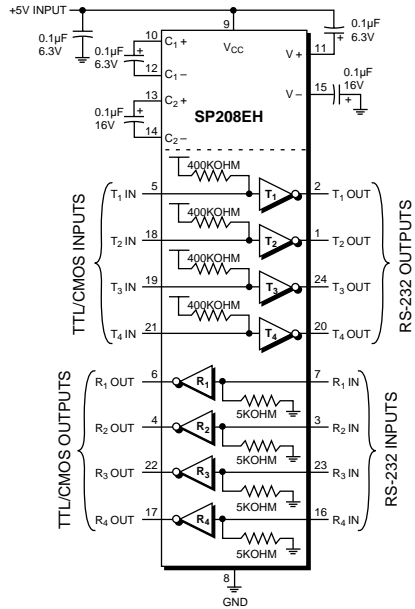 +5V INPUT
0.1µF
6.3V
9
VCC
10
C1+
0.1µF
6.3V
12
C1–
13
C2+
0.1µF
16V
14
C2–
V+
11
0.1µF
6.3V
V–
15
0.1µF
16V
SP208EH
TTL/CMOS INPUTS
RS-232 OUTPUTS
400KOHM
T1 IN 5 T1 2 T1 OUT
400KOHM
T2 IN 18 T2 1 T2 OUT
400KOHM
T3 IN 19 T3 24 T3 OUT
400KOHM
T4 IN 21 T4 20 T4 OUT
TTL/CMOS OUTPUTS
RS-232 INPUTS
R1 OUT 6 R1 7 R1 IN
5KOHM
R2 OUT 4 R2 3 R2 IN
5KOHM
R3 OUT 22 R3 23 R3 IN
5KOHM
R4 OUT 17 R4 16 R4 IN
5KOHM
8
GND